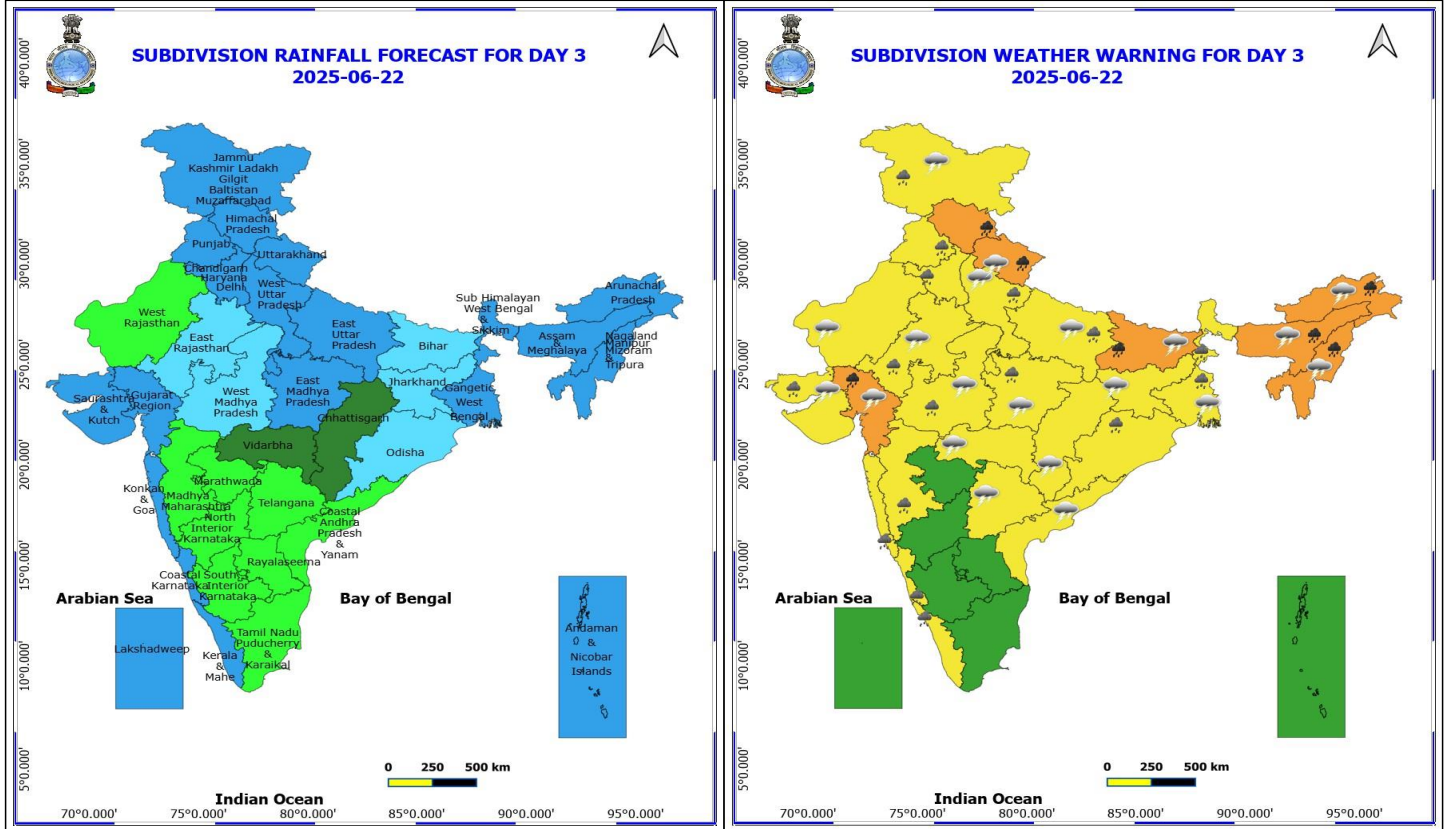 SUBDIVISION RAINFALL FORECAST FOR DAY 3
2025-06-22
40°0.000'
35°0.000'
30°0.000'
25°0.000'
20°0.000'
15°0.000'
10°0.000'
5°0.000'
Jammu
Kashmir Ladakh
Gilgit
Baltistan
Muzaffarabad
Himachal
Pradesh
Punjab
Uttarakhand
Chandigarh
Haryana
Delhi
West
Uttar
Pradesh
West
Rajasthan
East
Rajasthan
East
Uttar
Pradesh
Bihar
Sub Himalayan
West Bengal
&
Sikkim
Arunachal
Pradesh
Assam
&
Meghalaya
Nagaland
Manipur
Mizoram
&
Tripura
Saurashtra
&
Kutch
Gujarat
Region
West
Madhya
Pradesh
East
Madhya
Pradesh
Jharkhand
Gangetic
West
Bengal
Chhattisgarh
Vidarbha
Odisha
Konkan
&
Goa
Madhya
Maharashtra
Marathwada
Telangana
North
Interior
Karnataka
Coastal
Andhra
Pradesh
&
Yanam
Rayalaseema
Coastal
Karnataka
South
Interior
Karnataka
Tamil Nadu
Puducherry
&
Karaikal
Kerala
&
Mahe
Lakshadweep
Andaman
&
Nicobar
Islands
Arabian Sea
Bay of Bengal
0 250 500 km
Indian Ocean
70°0.000' 75°0.000' 80°0.000' 85°0.000' 90°0.000' 95°0.000'
SUBDIVISION WEATHER WARNING FOR DAY 3
2025-06-22
40°0.000'
35°0.000'
30°0.000'
25°0.000'
20°0.000'
15°0.000'
10°0.000'
5°0.000'
Arabian Sea
Bay of Bengal
0 250 500 km
Indian Ocean
70°0.000' 75°0.000' 80°0.000' 85°0.000' 90°0.000' 95°0.000'